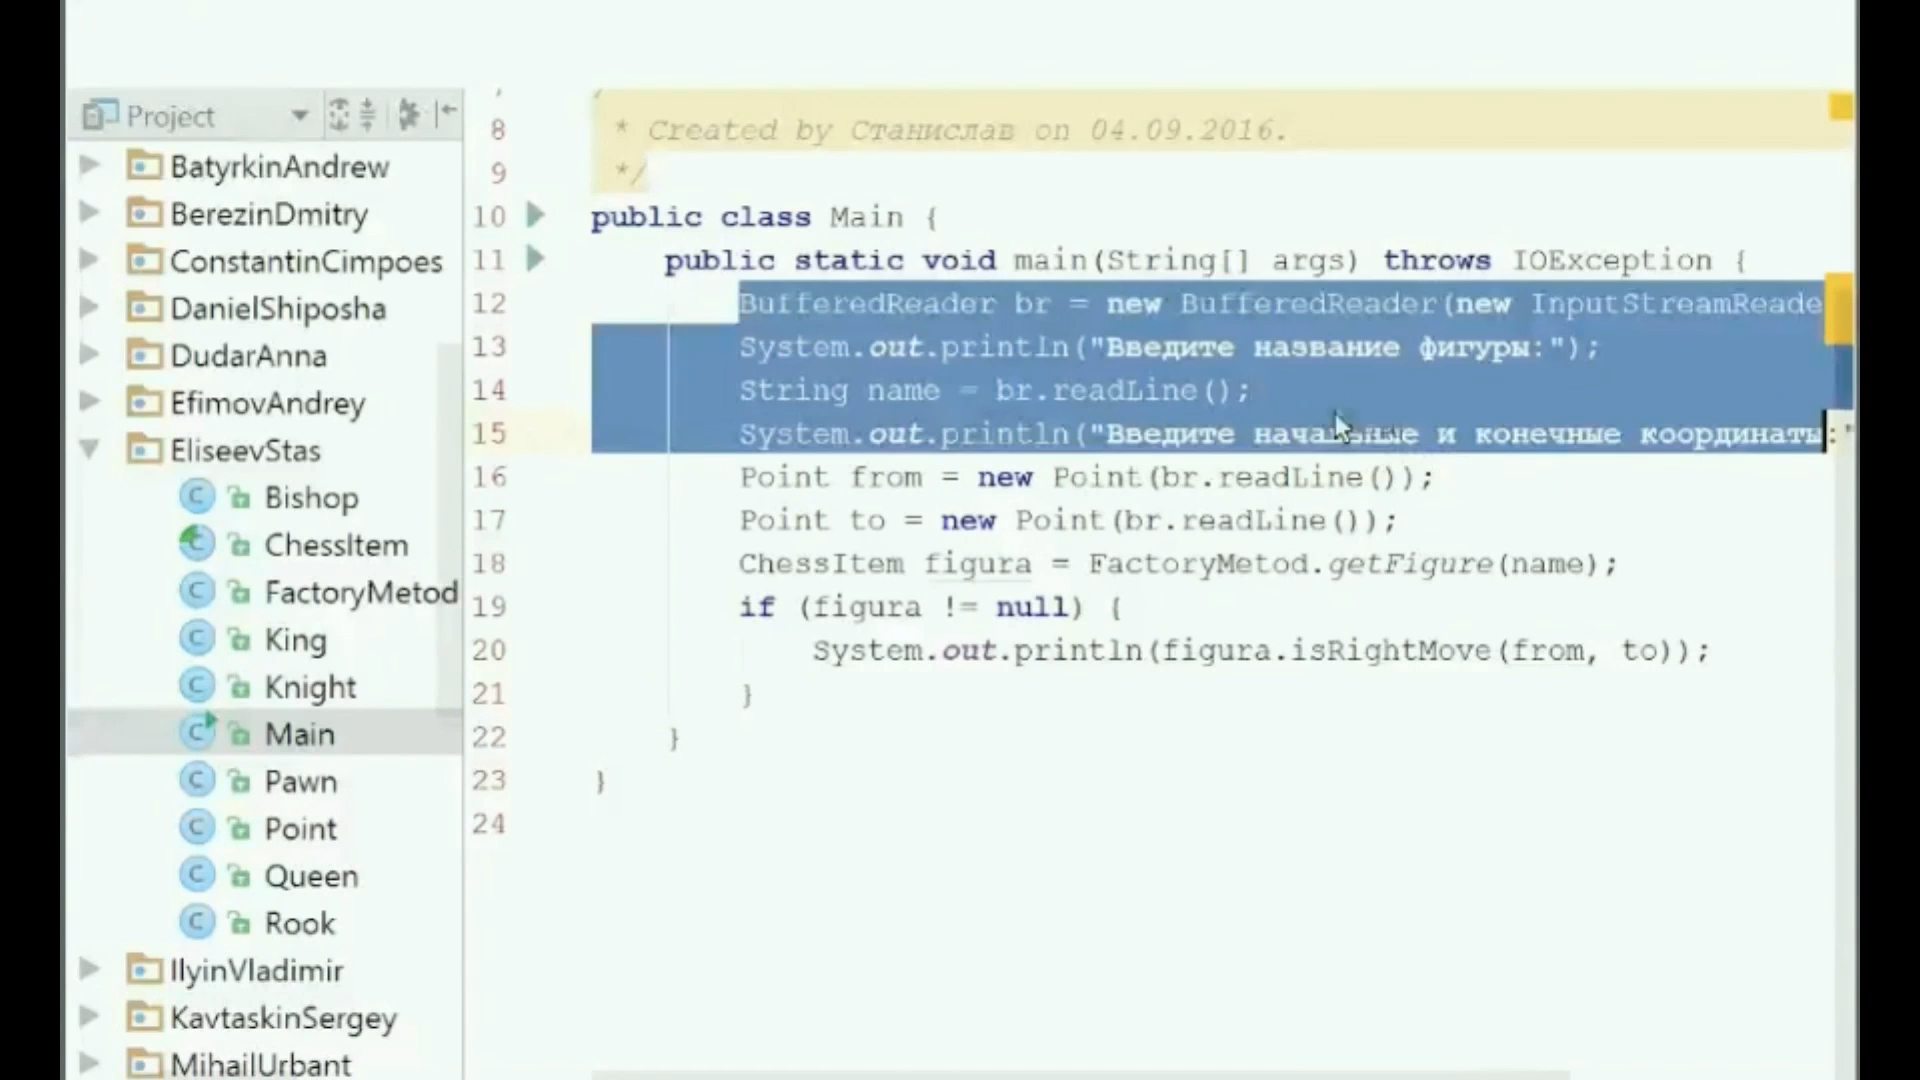 Project
BatyrkinAndrew
BerezinDmitry
ConstantinCimpoes
DanielShiposha
DudarAnna
EfimovAndrey
EliseevStas
Bishop
ChessItem
FactoryMetod
King
Knight
Main
Pawn
Point
Queen
Rook
IlyinVladimir
KavtaskinSergey
MihailUrbant
8 * Created by Станислав on 04.09.2016.
9 */
10 public class Main {
11 public static void main(String[] args) throws IOException {
12 BufferedReader br = new BufferedReader(new InputStreamReade
13 System.out.println("Введите название фигуры:");
14 String name = br.readLine();
15 System.out.println("Введите начальные и конечные координаты:"
16 Point from = new Point(br.readLine());
17 Point to = new Point(br.readLine());
18 ChessItem figura = FactoryMetod.getFigure(name);
19 if (figura != null) {
20 System.out.println(figura.isRightMove(from, to));
21 }
22 }
23 }
24